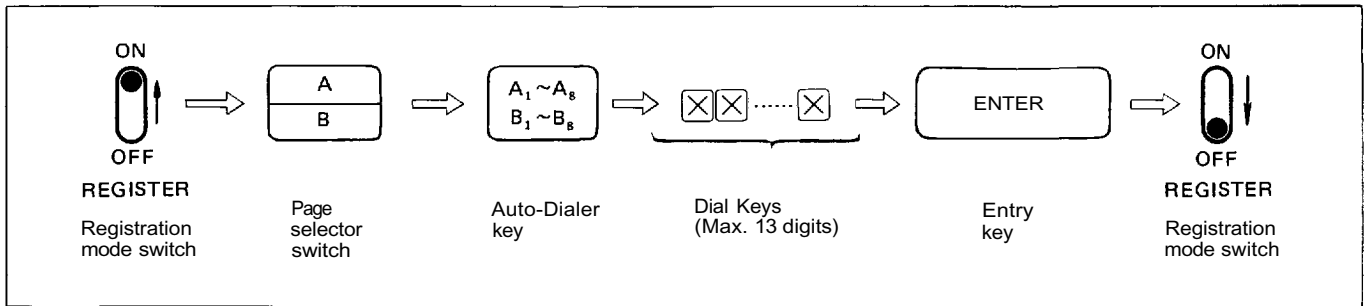 ON
OFF
REGISTER
Registration
mode switch
A
B
Page
selector
switch
A₁ ~A₈
B₁ ~B₈
Auto-Dialer
key
XX ...... X
Dial Keys
(Max. 13 digits)
ENTER
Entry
key
ON
OFF
REGISTER
Registration
mode switch